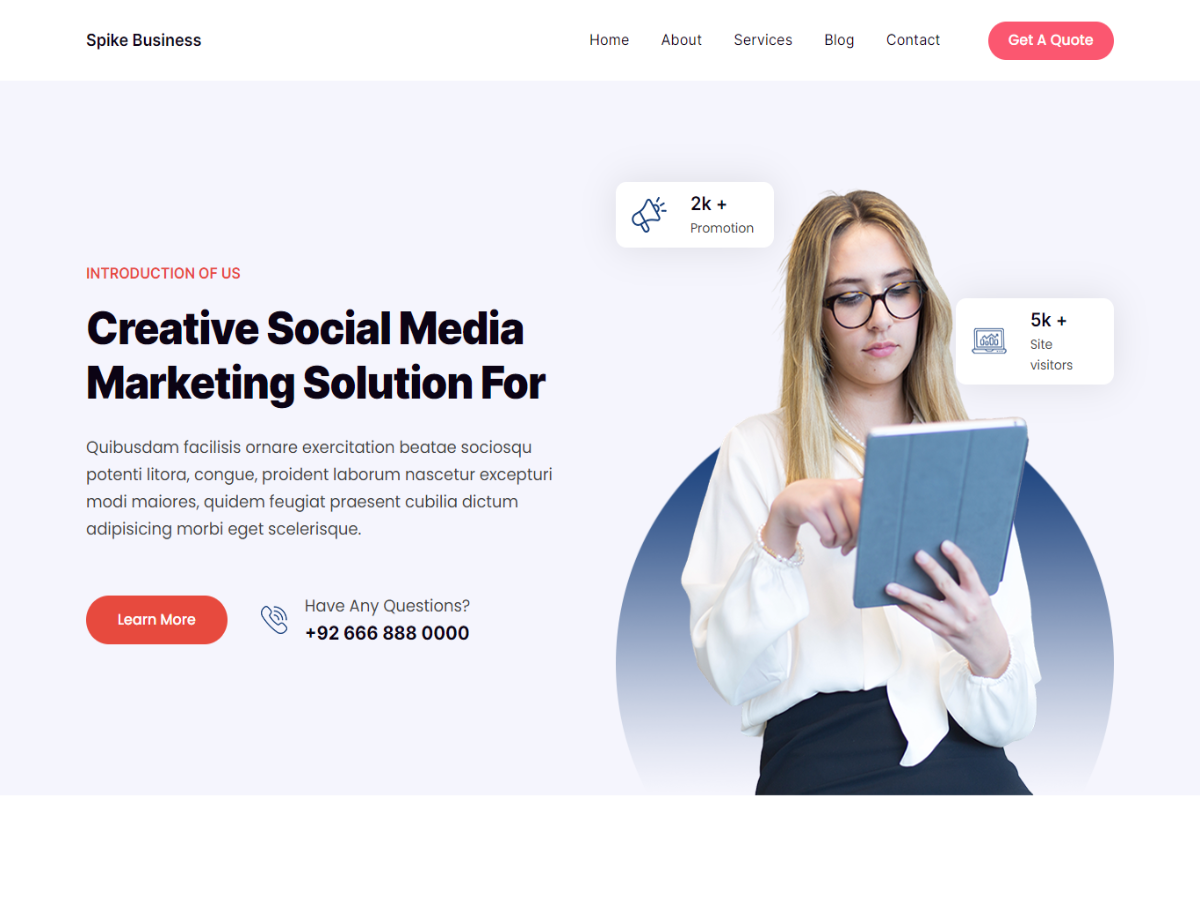 Spike Business
Home
About
Services
Blog
Contact
Get A Quote
2k +
Promotion
5k +
Site
visitors
INTRODUCTION OF US
Creative Social Media
Marketing Solution For
Quibusdam facilisis ornare exercitation beatae sociosqu
potenti litora, congue, proident laborum nascetur excepturi
modi maiores, quidem feugiat praesent cubilia dictum
adipisicing morbi eget scelerisque.
Learn More
Have Any Questions?
+92 666 888 0000